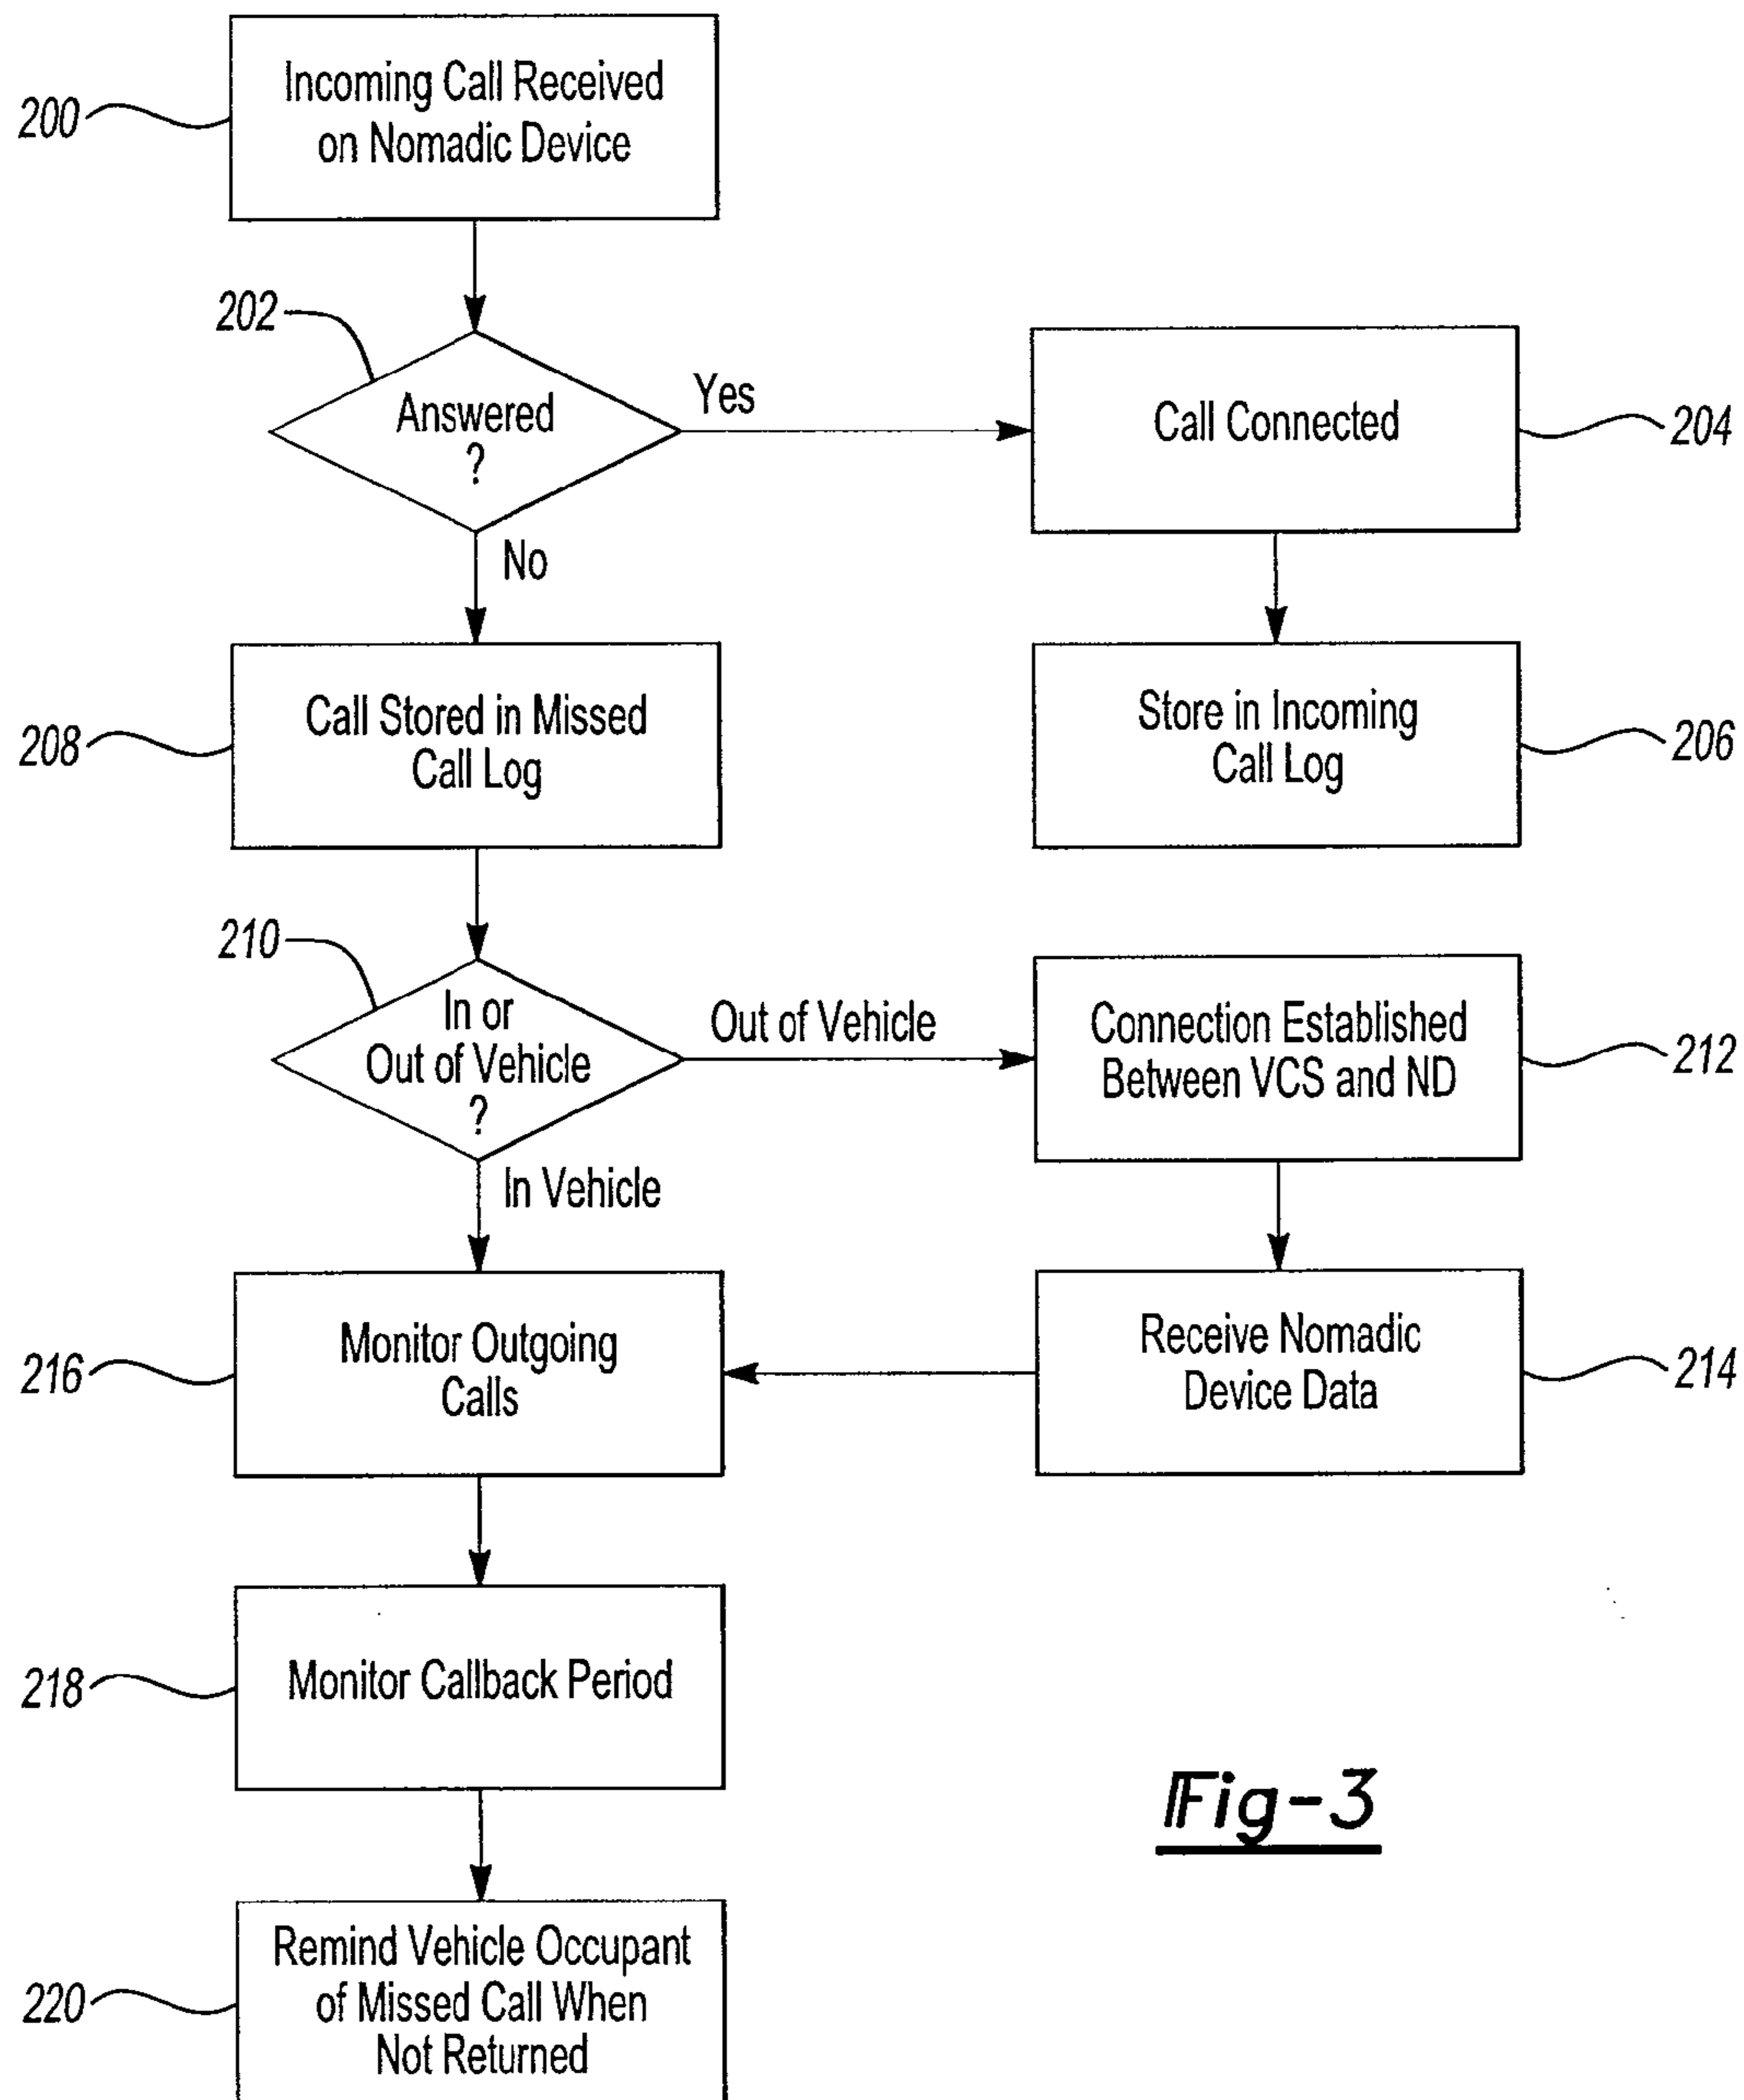 200
Incoming Call Received
on Nomadic Device
202
Answered
?
Yes
No
Call Connected
204
Store in Incoming
Call Log
206
208
Call Stored in Missed
Call Log
210
In or
Out of Vehicle
?
Out of Vehicle
In Vehicle
Connection Established
Between VCS and ND
212
Receive Nomadic
Device Data
214
216
Monitor Outgoing
Calls
218
Monitor Callback Period
220
Remind Vehicle Occupant
of Missed Call When
Not Returned
Fig-3